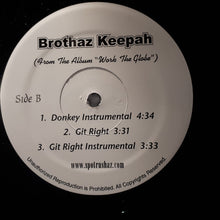 Brothaz Keepah
(From The Album "Work The Globe")
Side B
1. Donkey Instrumental 4:34
2. Git Right 3:31
3. Git Right Instrumental 3:33
www.spotrushaz.com
Unauthorized Reproduction is Prohibited. All Copyrights Reserved.